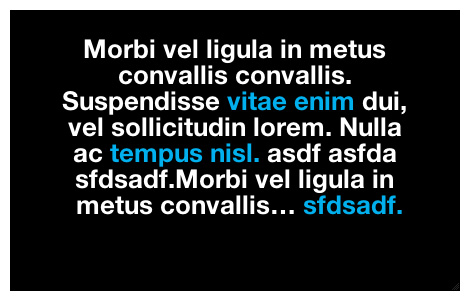 Morbi vel ligula in metus
convallis convallis.
Suspendisse vitae enim dui,
vel sollicitudin lorem. Nulla
ac tempus nisl. asdf asfda
sfdsadf.Morbi vel ligula in
metus convallis… sfdsadf.